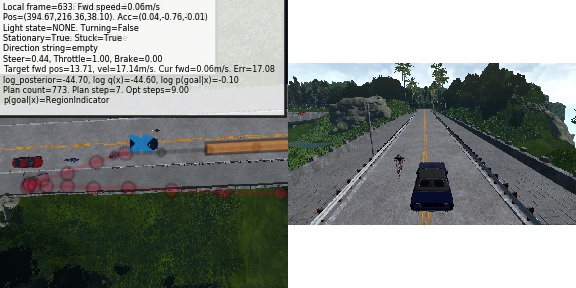 Local frame=633. Fwd speed=0.06m/s
Pos=(394.67,216.36,38.10). Acc=(0.04,-0.76,-0.01)
Light state=NONE. Turning=False
Stationary=True. Stuck=True
Direction string=empty
Steer=0.44, Throttle=1.00, Brake=0.00
Target fwd pos=13.71, vel=17.14m/s. Cur fwd=0.06m/s. Err=17.08
log_posterior=-44.70, log q(x)=-44.60, log p(goal|x)=-0.10
Plan count=773. Plan step=7. Opt steps=9.00
p(goal|x)=RegionIndicator